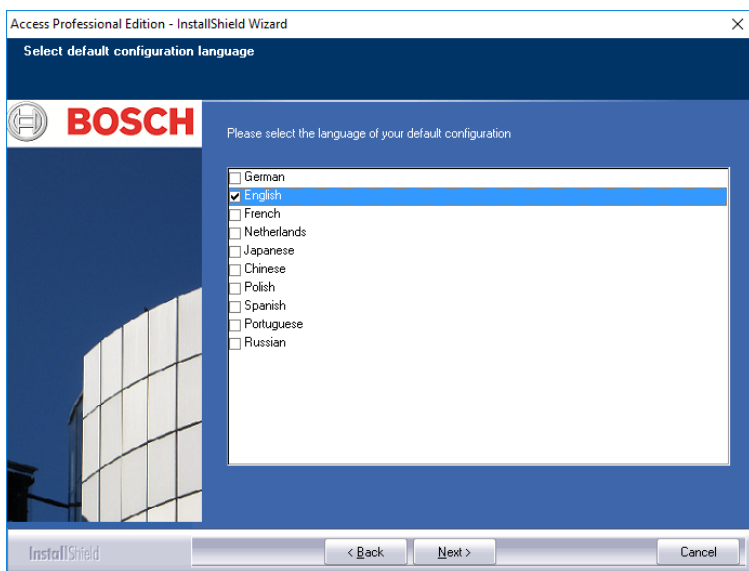 Access Professional Edition - InstallShield Wizard
Select default configuration language
BOSCH
Please select the language of your default configuration
German
English
French
Netherlands
Japanese
Chinese
Polish
Spanish
Portuguese
Russian
InstallShield
< Back
Next >
Cancel